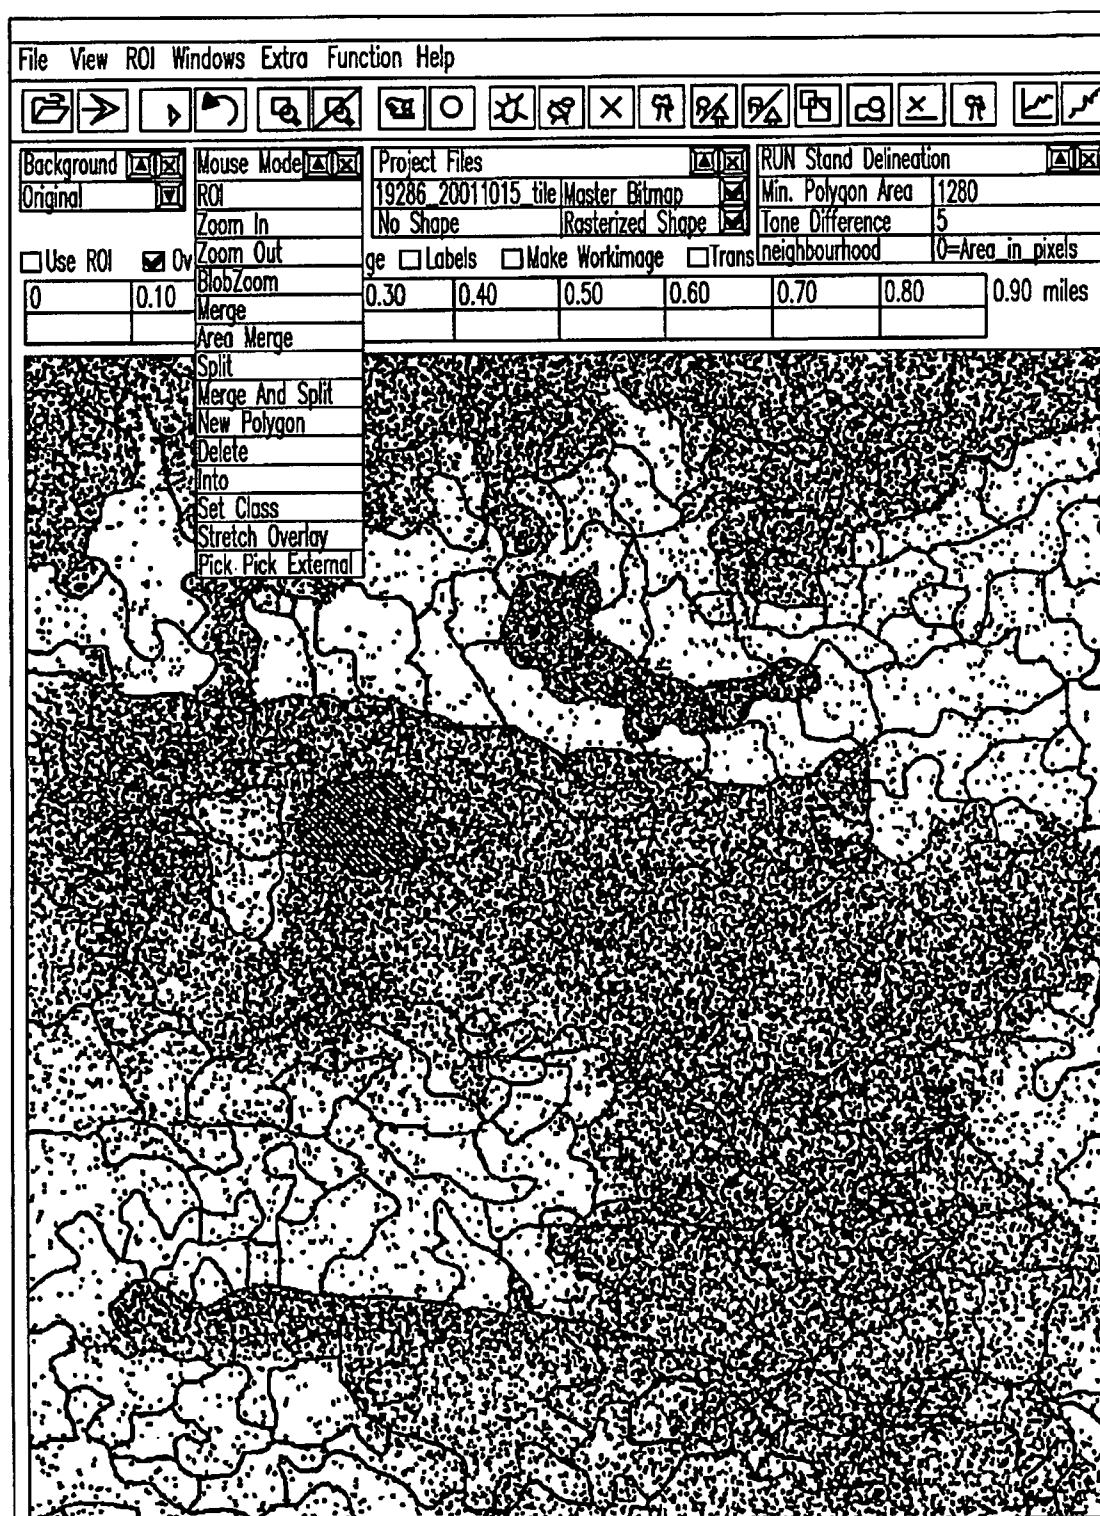 File View ROI Windows Extra Function Help
Background
Original
Mouse Mode
ROI
Zoom In
Zoom Out
BlobZoom
Merge
Area Merge
Split
Merge And Split
New Polygon
Delete
Into
Set Class
Stretch Overlay
Pick Pick External
Project Files
19286_20011015_tile Master Bitmap
No Shape Rasterized Shape
RUN Stand Delineation
Min. Polygon Area 1280
Tone Difference 5
neighbourhood 0=Area_in_pixels
Use ROI Ov ge Labels Make Workimage Trans
0 0.10 0.30 0.40 0.50 0.60 0.70 0.80 0.90 miles